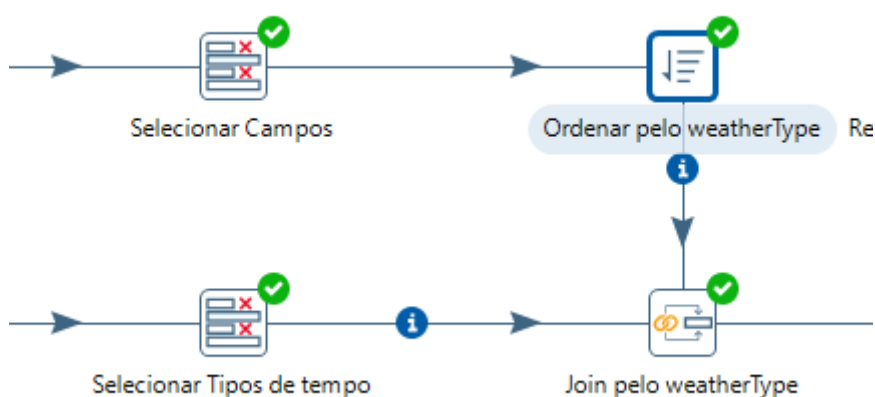 Selecionar Campos
Ordenar pelo weatherType
Re
Selecionar Tipos de tempo
Join pelo weatherType